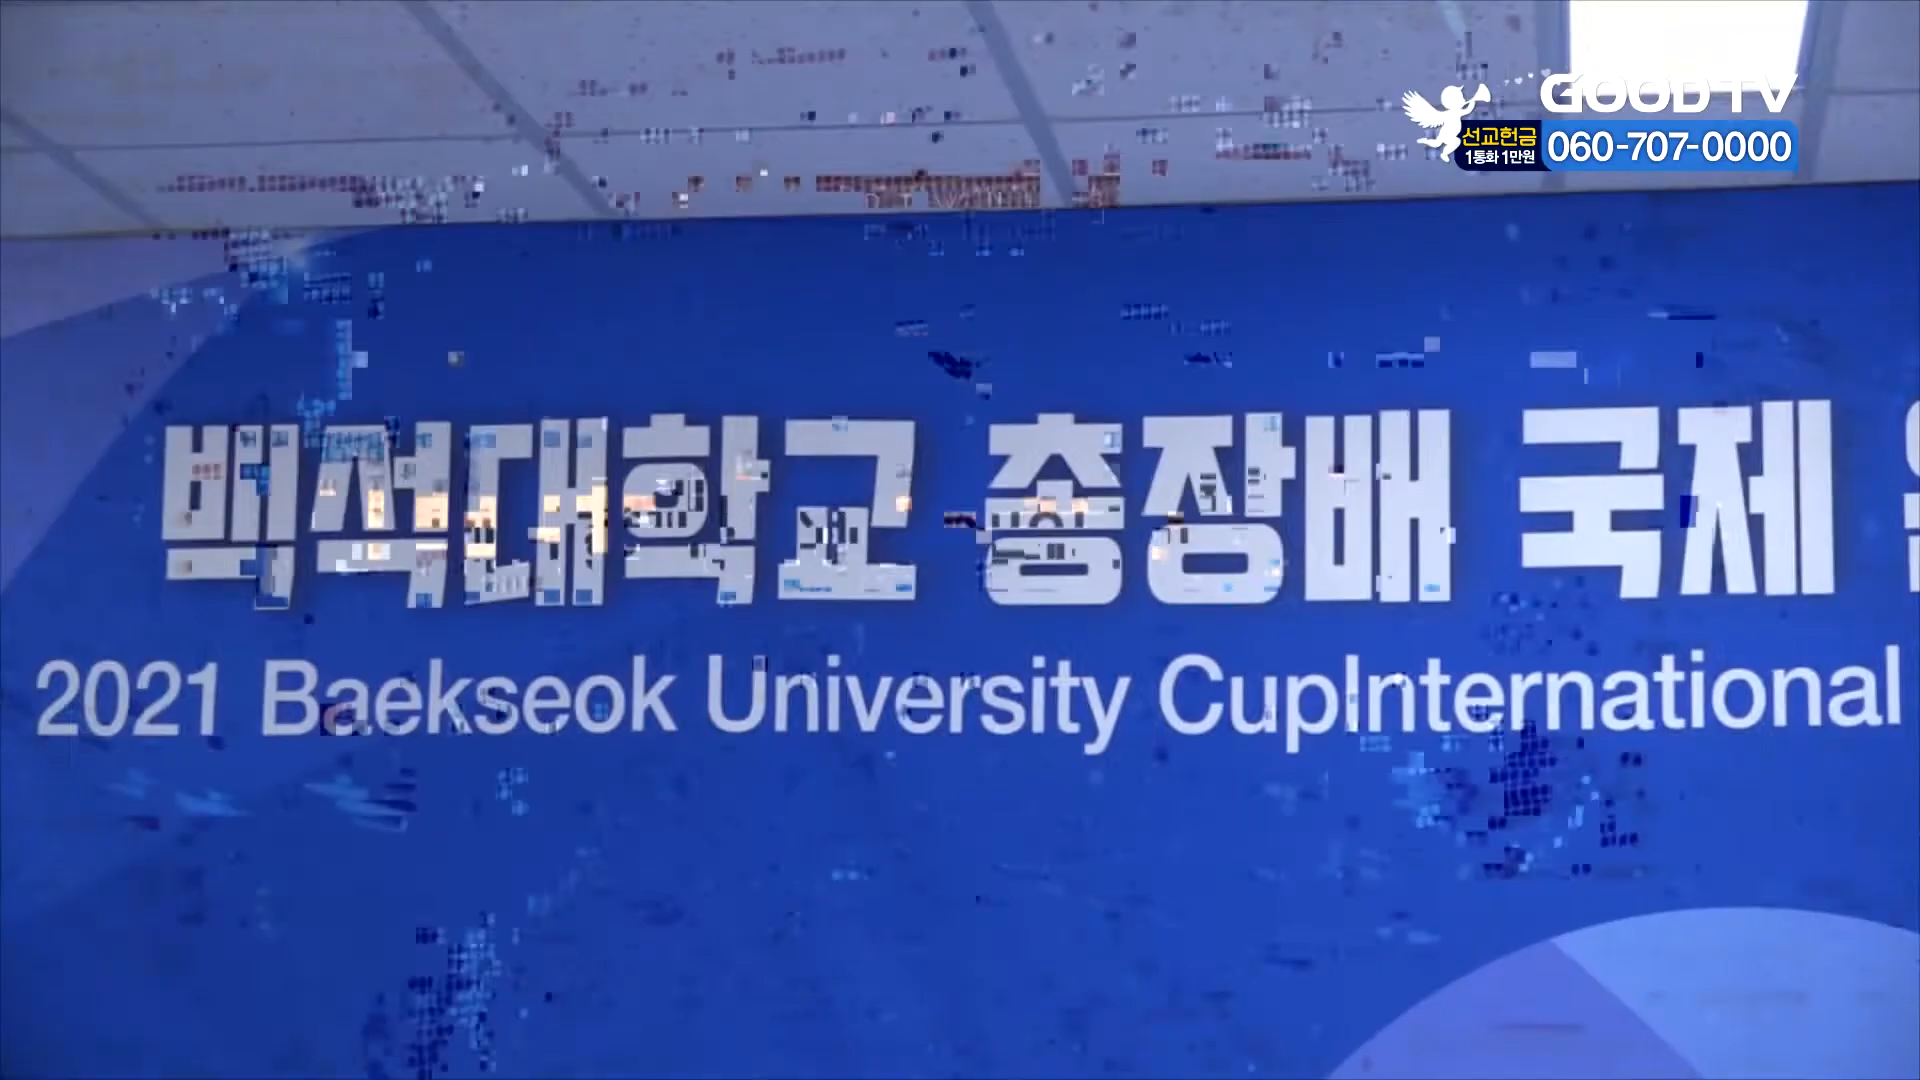 GOODTV
선교헌금
1통화 1만원
060-707-0000
백석대학교 총장배 국제
2021 Baekseok University CupInternational